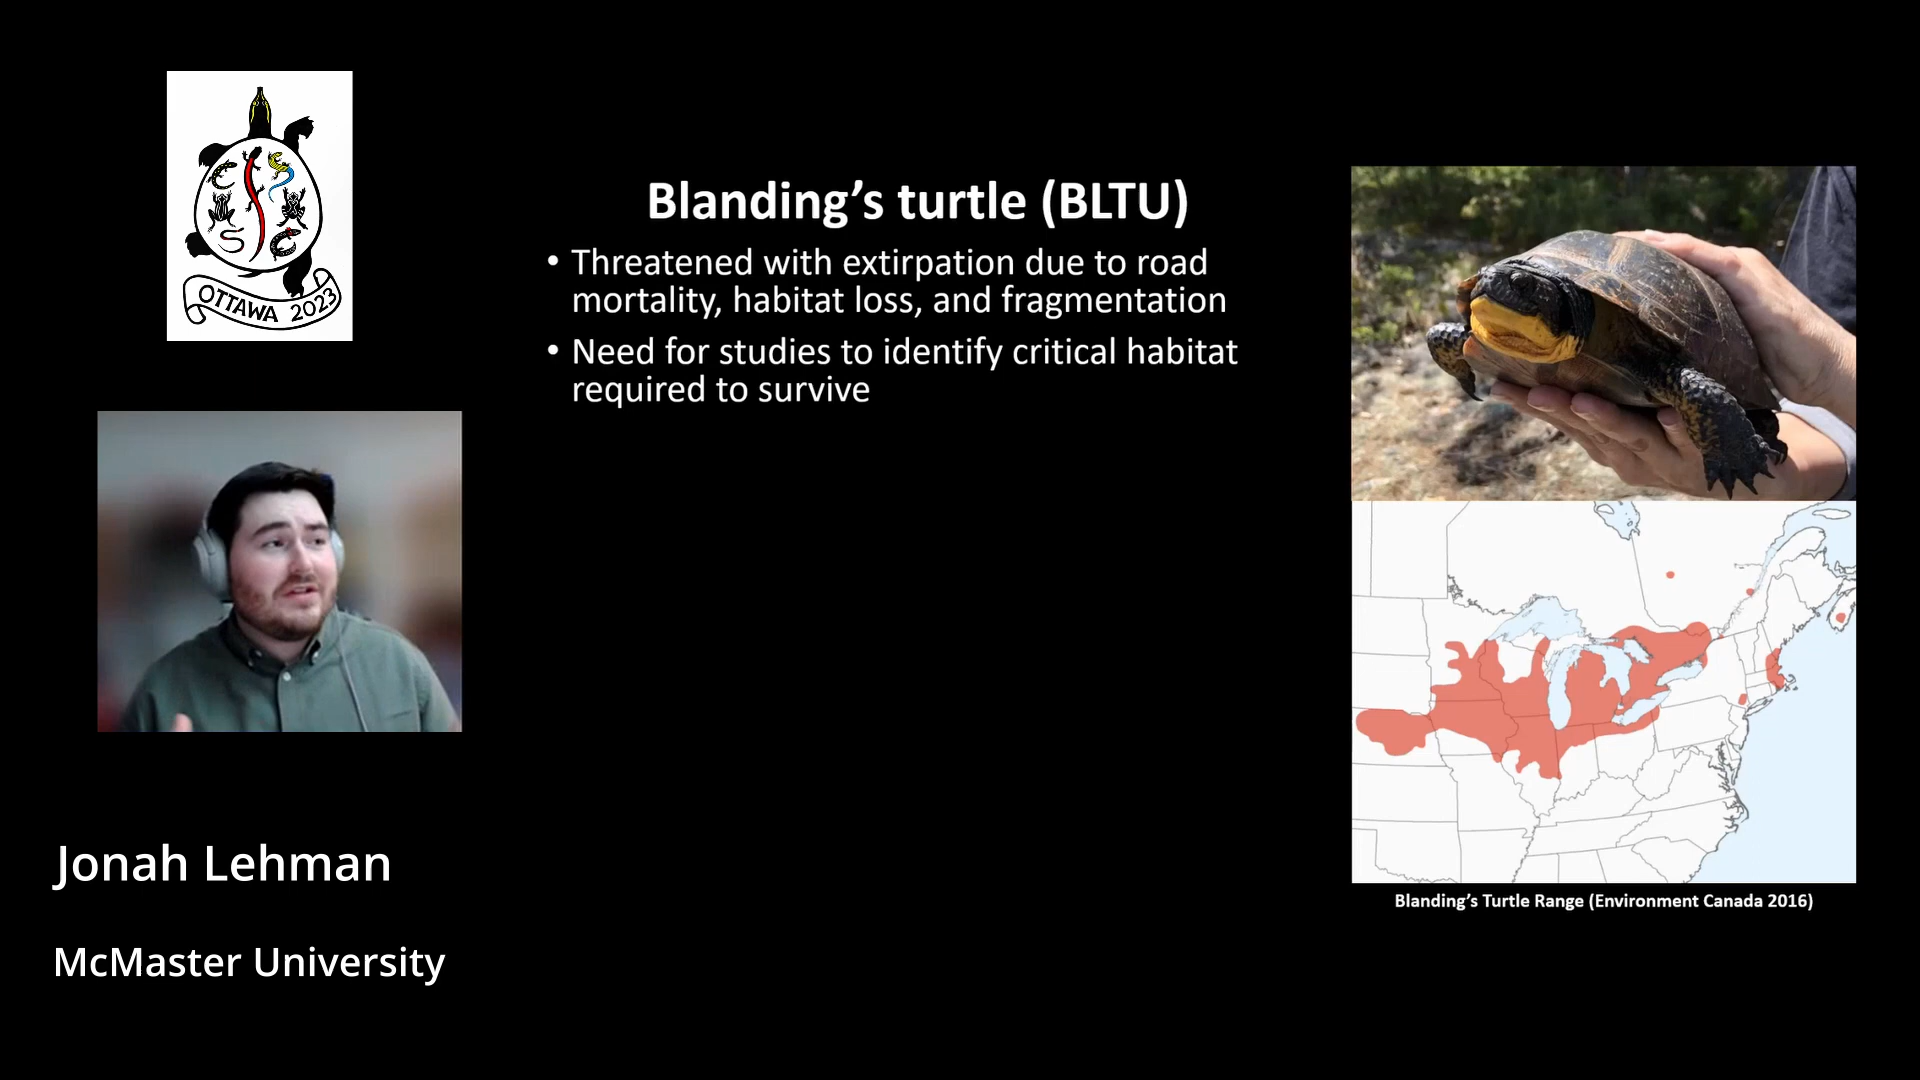 OTTAWA 2023
Blanding’s turtle (BLTU)
• Threatened with extirpation due to road
mortality, habitat loss, and fragmentation
• Need for studies to identify critical habitat
required to survive
Blanding’s Turtle Range (Environment Canada 2016)
Jonah Lehman
McMaster University